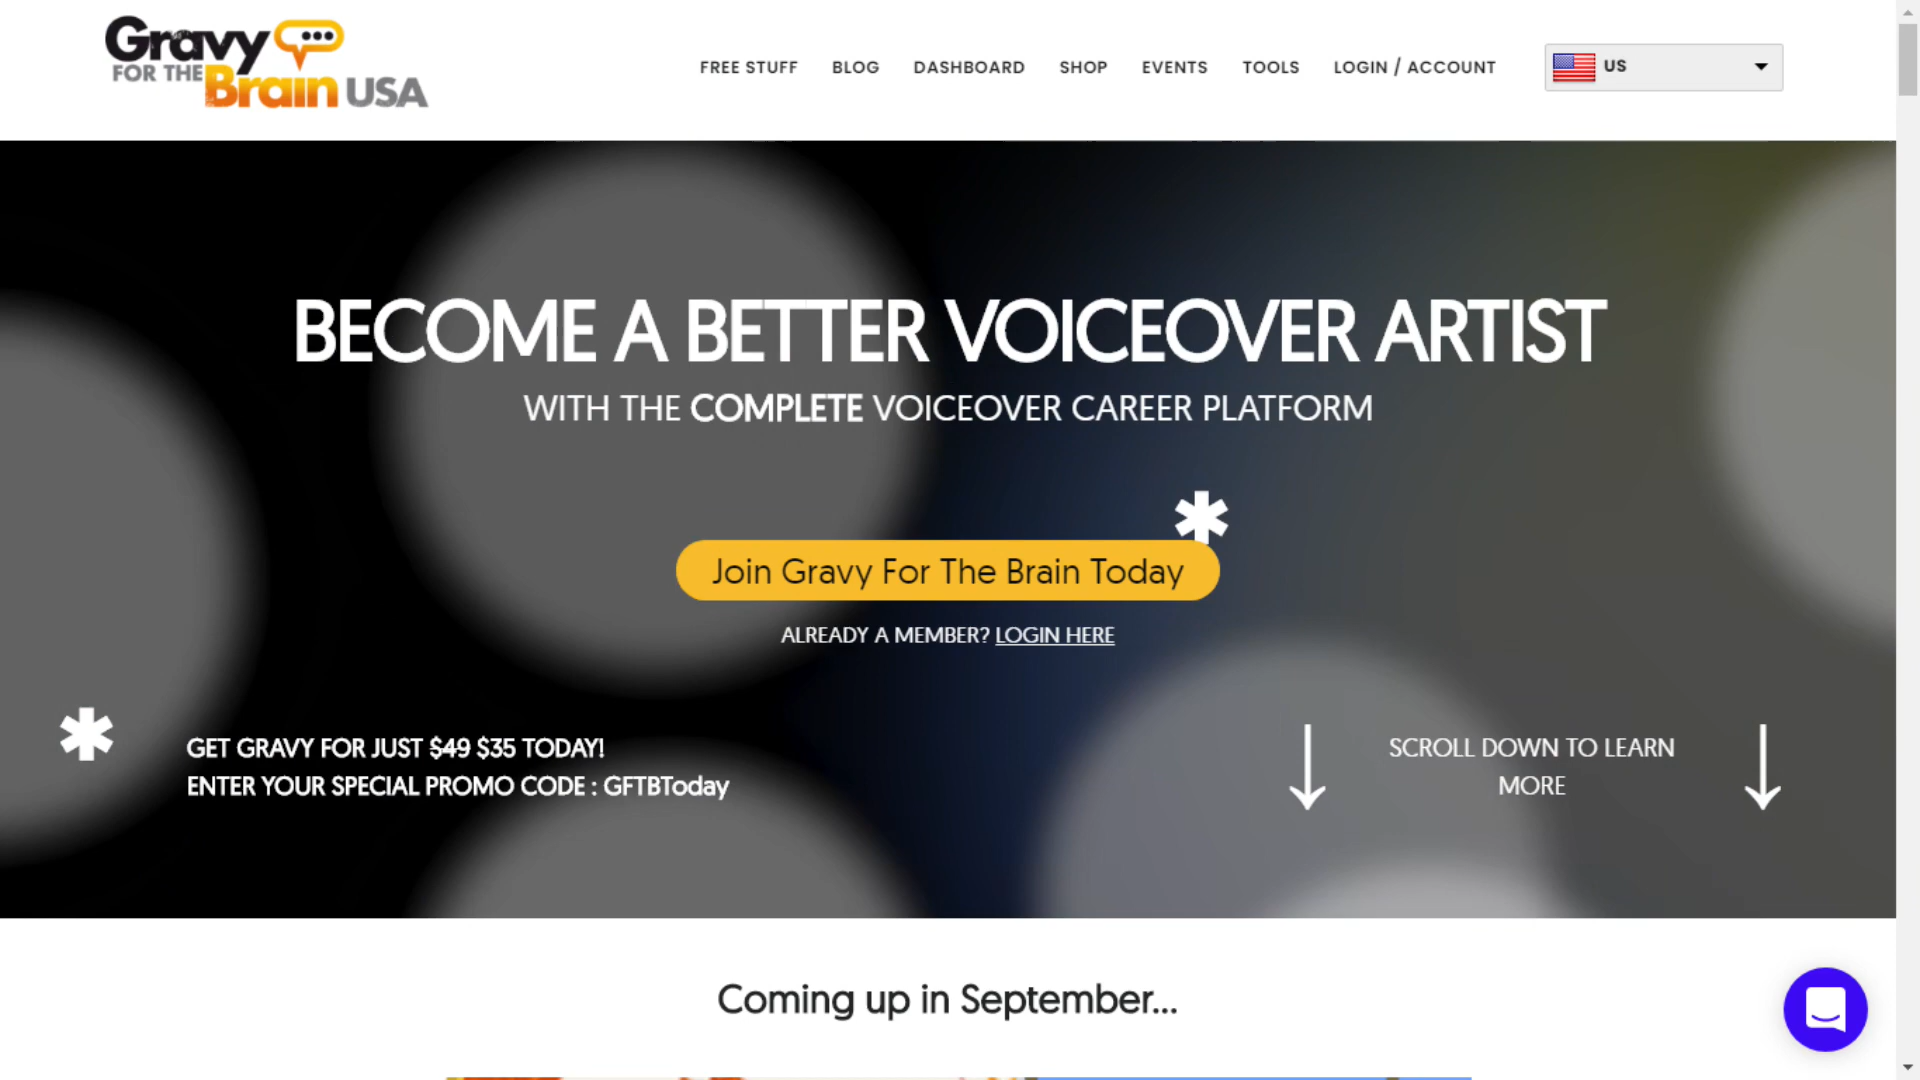 Gravy
FOR THE Brain USA
FREE STUFF BLOG DASHBOARD SHOP EVENTS TOOLS LOGIN / ACCOUNT US
BECOME A BETTER VOICEOVER ARTIST
WITH THE COMPLETE VOICEOVER CAREER PLATFORM
*
Join Gravy For The Brain Today
ALREADY A MEMBER? LOGIN HERE
* GET GRAVY FOR JUST $49 $35 TODAY!
ENTER YOUR SPECIAL PROMO CODE : GFTBToday
↓ SCROLL DOWN TO LEARN ↓
MORE
Coming up in September...